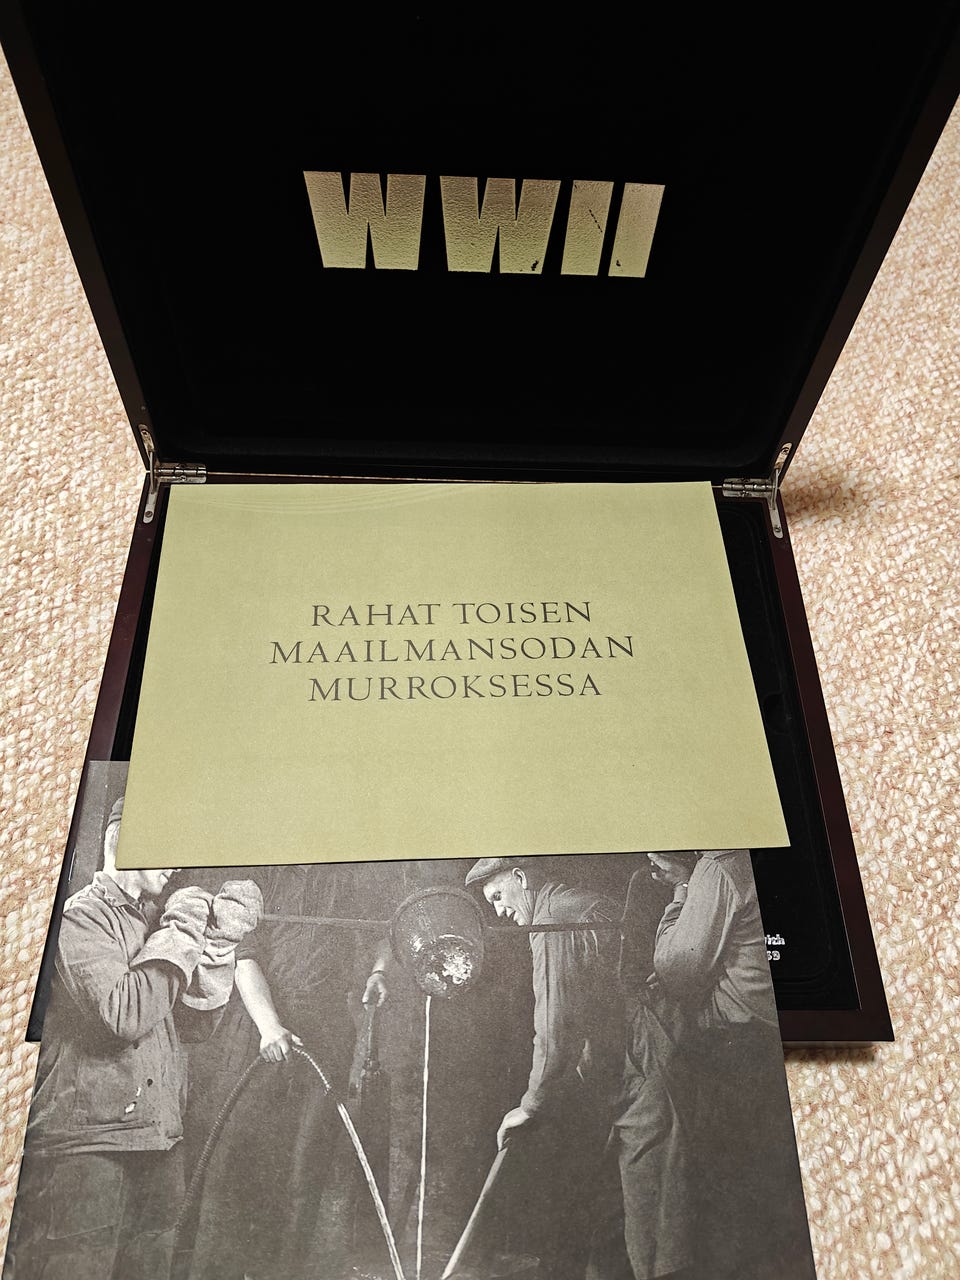 WWII
RAHAT TOISEN
MAAILMANSODAN
MURROKSESSA